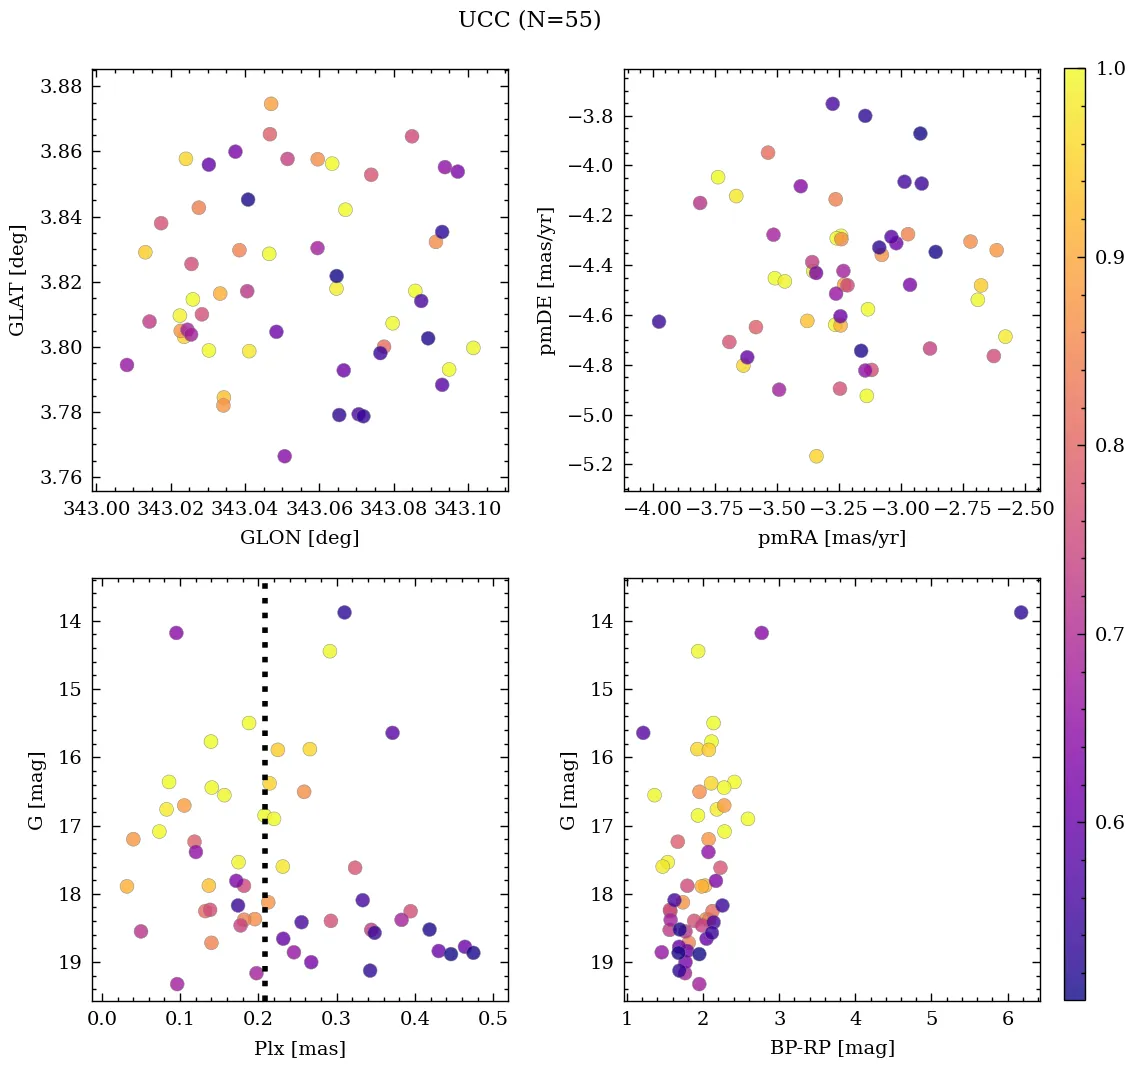 UCC (N=55)
3.88
3.86
3.84
3.82
3.80
3.78
3.76
GLAT [deg]
343.00 343.02 343.04 343.06 343.08 343.10
GLON [deg]
−3.8
−4.0
−4.2
−4.4
−4.6
−4.8
−5.0
−5.2
pmDE [mas/yr]
−4.00 −3.75 −3.50 −3.25 −3.00 −2.75 −2.50
pmRA [mas/yr]
14
15
16
17
18
19
G [mag]
0.0 0.1 0.2 0.3 0.4 0.5
Plx [mas]
14
15
16
17
18
19
G [mag]
1 2 3 4 5 6
BP-RP [mag]
1.0
0.9
0.8
0.7
0.6